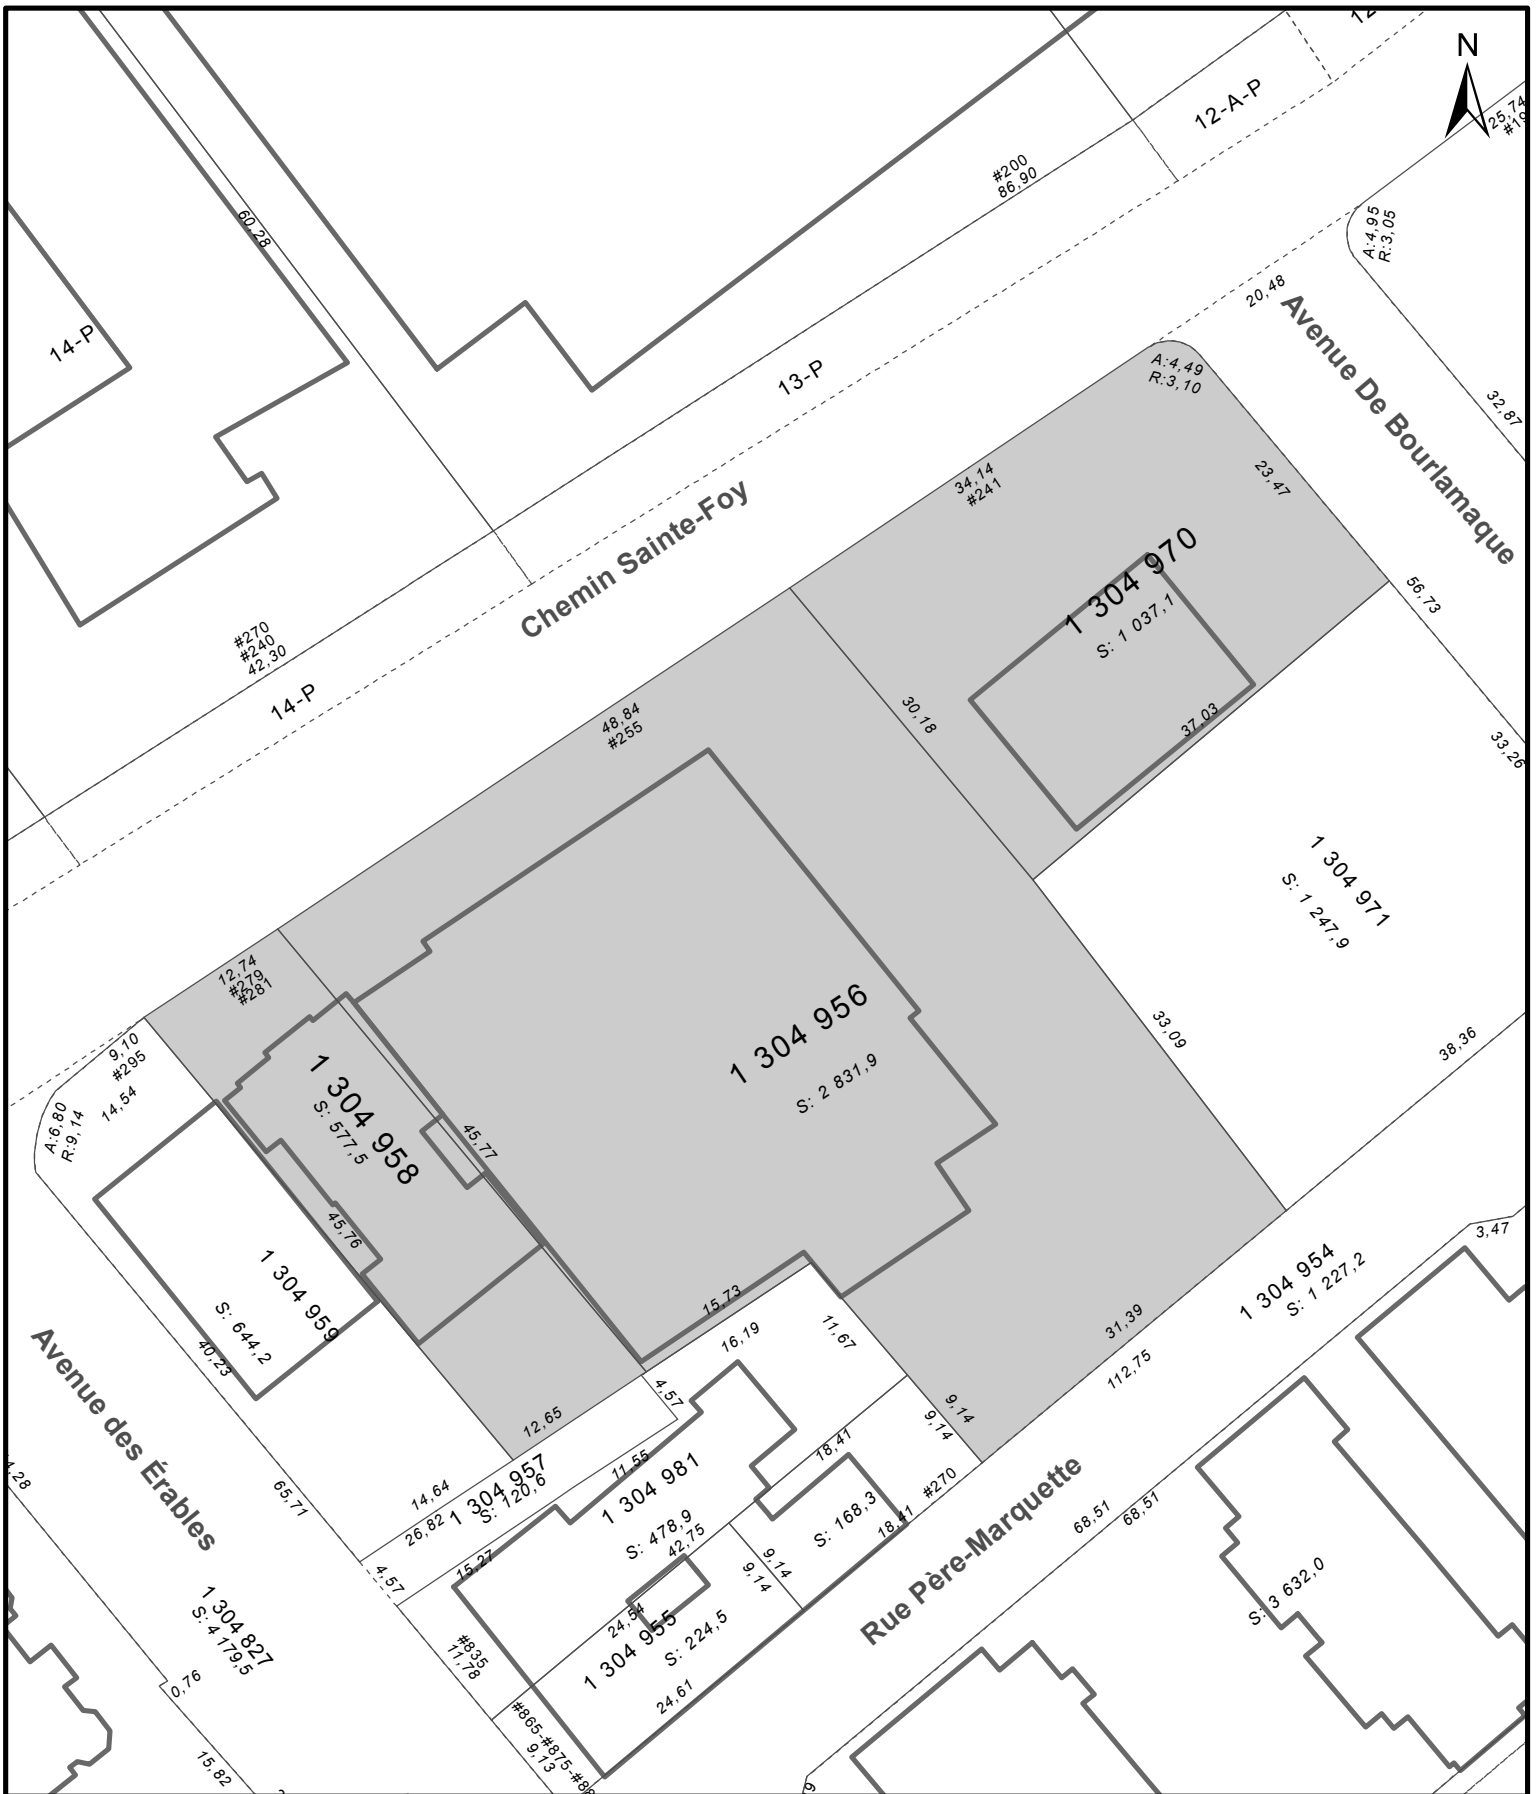 N
12-A-P
25,74
#200
86,90
60,28
A:4,95
R:3,05
20,48
Avenue De Bourlamaque
14-P
13-P
A:4,49
R:3,10
32,87
34,14
#241
23,47
Chemin Sainte-Foy
1 304 970
S: 1 037,1
56,73
#270
#240
42,30
14-P
48,84
#255
30,18
37,03
33,26
1 304 971
S: 1 247,9
12,74
#279
#281
1 304 956
S: 2 831,9
33,09
38,36
9,10
#295
14,54
A:6,80
R:9,14
1 304 958
S: 577,5
45,77
45,76
1 304 959
S: 644,2
40,23
3,47
1 304 954
S: 1 227,2
15,73
16,19
11,67
31,39
112,75
Avenue des Érables
4,57
12,65
9,14
9,14
18,41
11,55
1 304 981
S: 478,9
42,75
14,64
26,82
1 304 957
S: 120,6
65,71
#270
S: 168,3
18,41
68,51
68,51
Rue Père-Marquette
15,27
4,57
9,14
9,14
S: 3 632,0
1 304 827
S: 4 179,5
24,54
1 304 955
S: 224,5
#835
11,78
0,76
24,61
#865-#875-#8
9,13
15,82